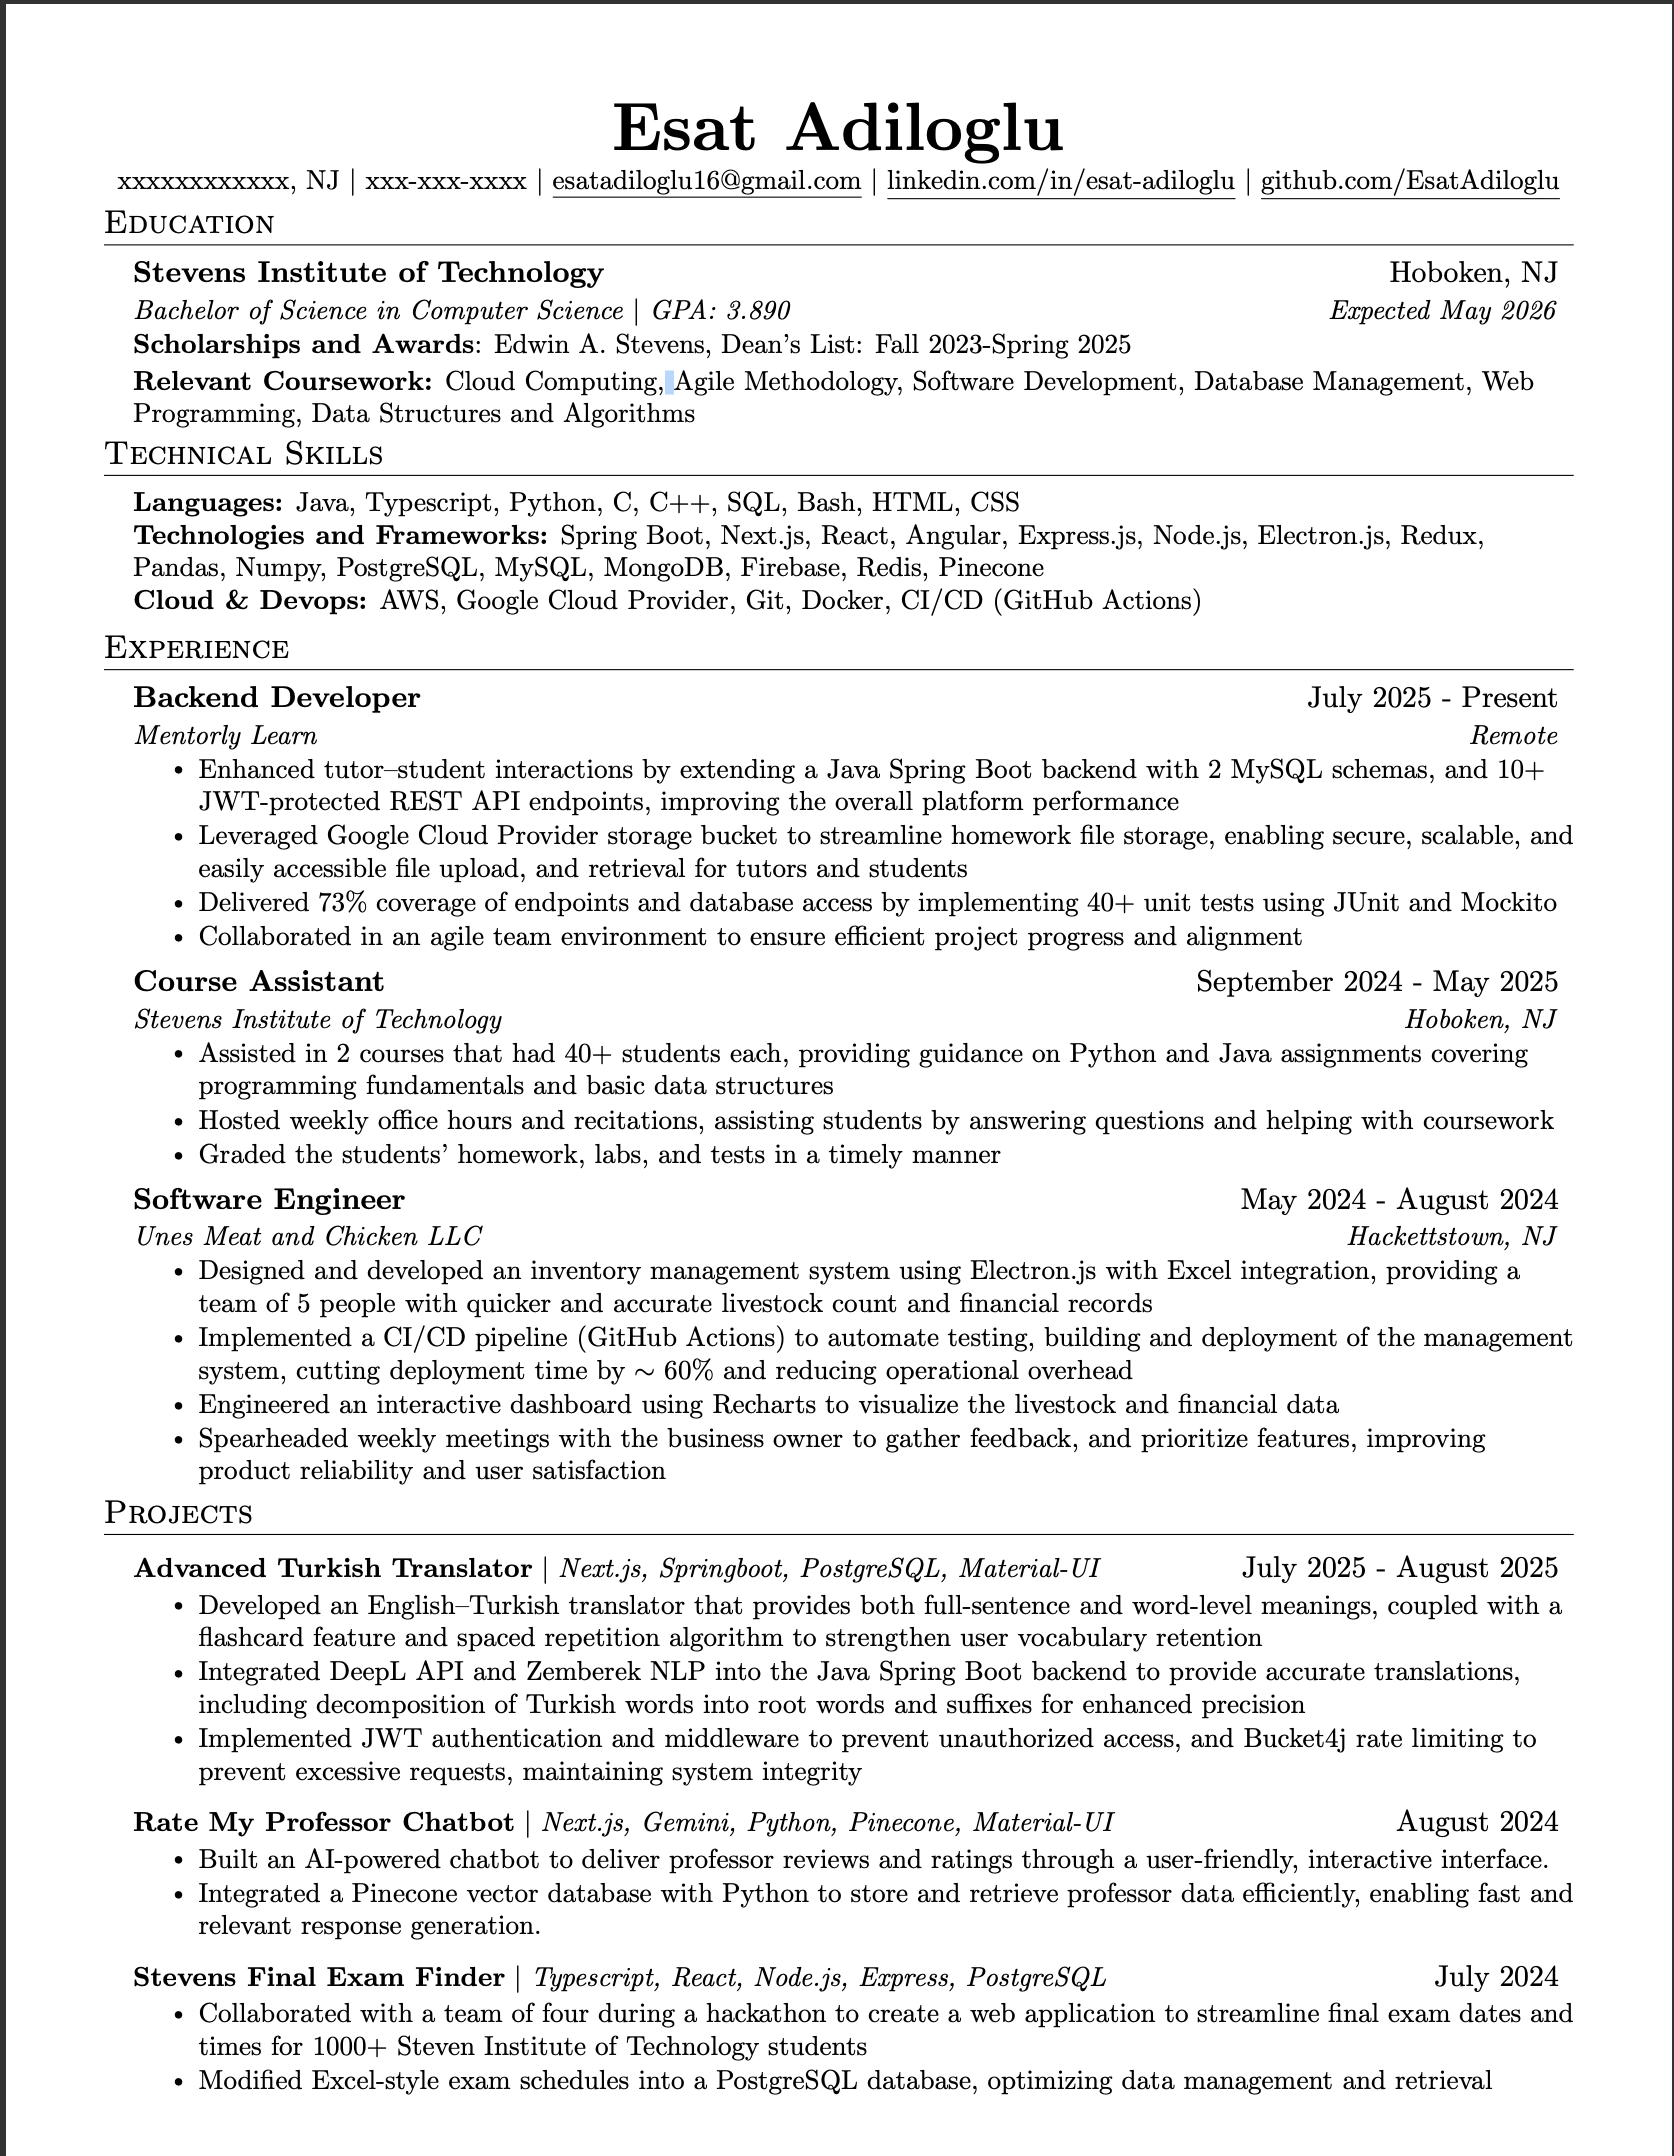 Esat Adiloglu
xxxxxxxxxxxx, NJ | xxx-xxx-xxxx | esatadiloglu16@gmail.com | linkedin.com/in/esat-adiloglu | github.com/EsatAdiloglu
Education
Stevens Institute of Technology Hoboken, NJ
Bachelor of Science in Computer Science | GPA: 3.890 Expected May 2026
Scholarships and Awards: Edwin A. Stevens, Dean's List: Fall 2023-Spring 2025
Relevant Coursework: Cloud Computing, Agile Methodology, Software Development, Database Management, Web
Programming, Data Structures and Algorithms
Technical Skills
Languages: Java, Typescript, Python, C, C++, SQL, Bash, HTML, CSS
Technologies and Frameworks: Spring Boot, Next.js, React, Angular, Express.js, Node.js, Electron.js, Redux,
Pandas, Numpy, PostgreSQL, MySQL, MongoDB, Firebase, Redis, Pinecone
Cloud & Devops: AWS, Google Cloud Provider, Git, Docker, CI/CD (GitHub Actions)
Experience
Backend Developer July 2025 - Present
Mentorly Learn Remote
• Enhanced tutor–student interactions by extending a Java Spring Boot backend with 2 MySQL schemas, and 10+
JWT-protected REST API endpoints, improving the overall platform performance
• Leveraged Google Cloud Provider storage bucket to streamline homework file storage, enabling secure, scalable, and
easily accessible file upload, and retrieval for tutors and students
• Delivered 73% coverage of endpoints and database access by implementing 40+ unit tests using JUnit and Mockito
• Collaborated in an agile team environment to ensure efficient project progress and alignment
Course Assistant September 2024 - May 2025
Stevens Institute of Technology Hoboken, NJ
• Assisted in 2 courses that had 40+ students each, providing guidance on Python and Java assignments covering
programming fundamentals and basic data structures
• Hosted weekly office hours and recitations, assisting students by answering questions and helping with coursework
• Graded the students' homework, labs, and tests in a timely manner
Software Engineer May 2024 - August 2024
Unes Meat and Chicken LLC Hackettstown, NJ
• Designed and developed an inventory management system using Electron.js with Excel integration, providing a
team of 5 people with quicker and accurate livestock count and financial records
• Implemented a CI/CD pipeline (GitHub Actions) to automate testing, building and deployment of the management
system, cutting deployment time by ∼ 60% and reducing operational overhead
• Engineered an interactive dashboard using Recharts to visualize the livestock and financial data
• Spearheaded weekly meetings with the business owner to gather feedback, and prioritize features, improving
product reliability and user satisfaction
Projects
Advanced Turkish Translator | Next.js, Springboot, PostgreSQL, Material-UI July 2025 - August 2025
• Developed an English–Turkish translator that provides both full-sentence and word-level meanings, coupled with a
flashcard feature and spaced repetition algorithm to strengthen user vocabulary retention
• Integrated DeepL API and Zemberek NLP into the Java Spring Boot backend to provide accurate translations,
including decomposition of Turkish words into root words and suffixes for enhanced precision
• Implemented JWT authentication and middleware to prevent unauthorized access, and Bucket4j rate limiting to
prevent excessive requests, maintaining system integrity
Rate My Professor Chatbot | Next.js, Gemini, Python, Pinecone, Material-UI August 2024
• Built an AI-powered chatbot to deliver professor reviews and ratings through a user-friendly, interactive interface.
• Integrated a Pinecone vector database with Python to store and retrieve professor data efficiently, enabling fast and
relevant response generation.
Stevens Final Exam Finder | Typescript, React, Node.js, Express, PostgreSQL July 2024
• Collaborated with a team of four during a hackathon to create a web application to streamline final exam dates and
times for 1000+ Steven Institute of Technology students
• Modified Excel-style exam schedules into a PostgreSQL database, optimizing data management and retrieval